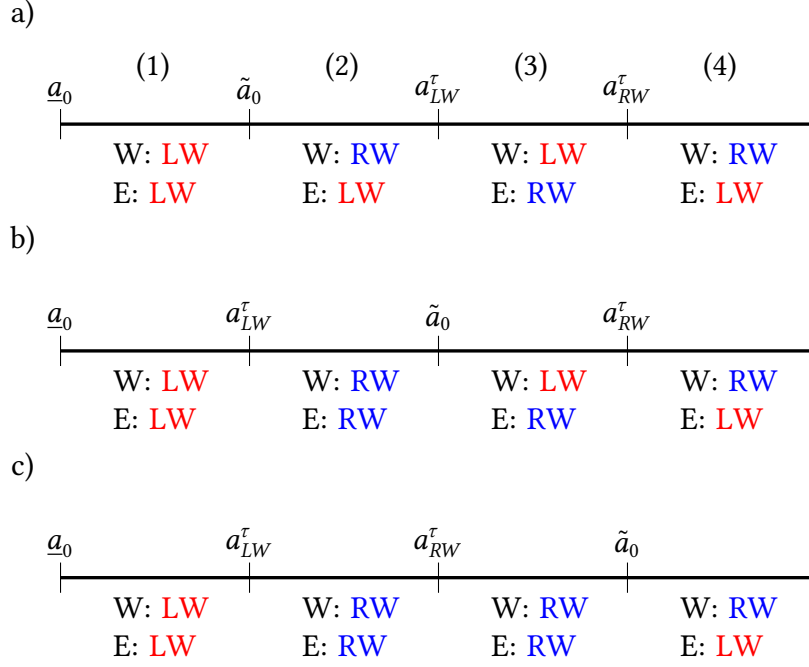 a)
(1) (2) (3) (4)
a̲₀ ã₀ a^τ_LW a^τ_RW
W: LW W: RW W: LW W: RW
E: LW E: LW E: RW E: LW
b)
a̲₀ a^τ_LW ã₀ a^τ_RW
W: LW W: RW W: LW W: RW
E: LW E: RW E: RW E: LW
c)
a̲₀ a^τ_LW a^τ_RW ã₀
W: LW W: RW W: RW W: RW
E: LW E: RW E: RW E: LW